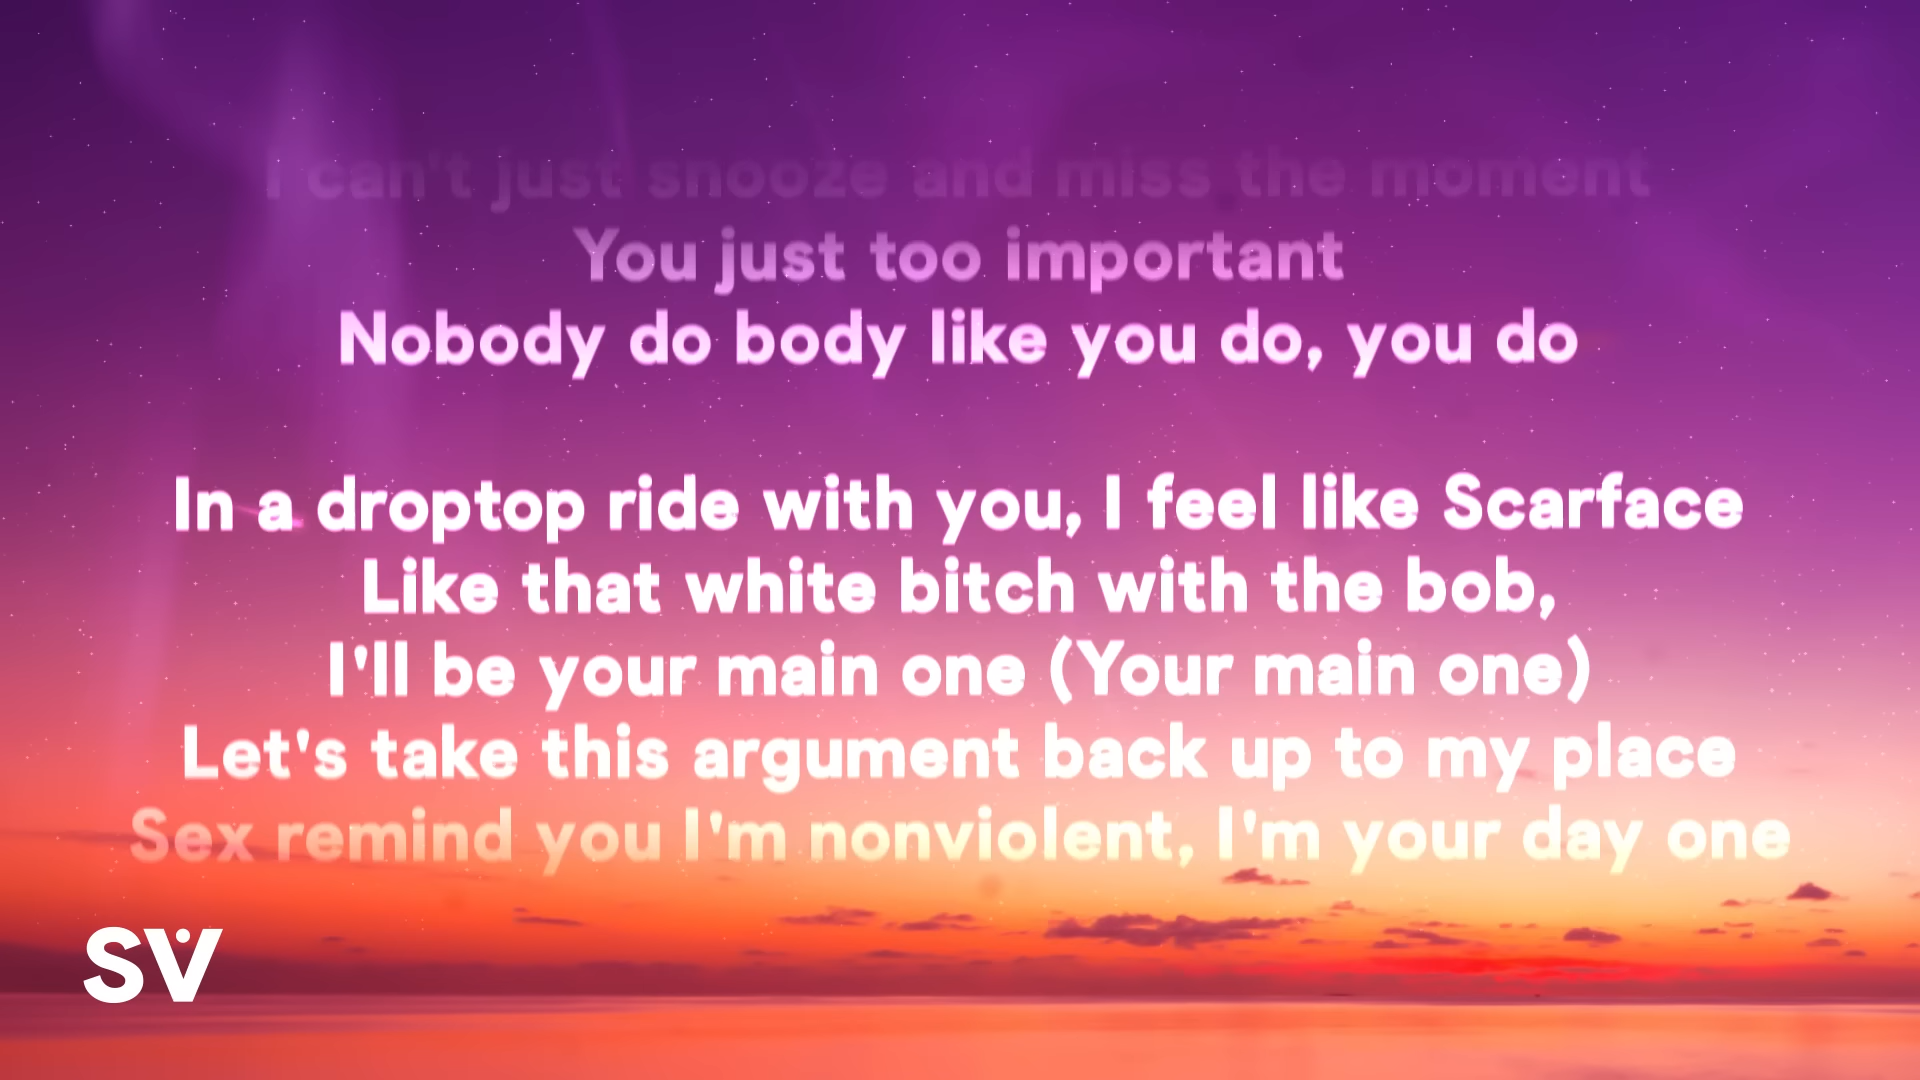 I can't just snooze and miss the moment
You just too important
Nobody do body like you do, you do
In a droptop ride with you, I feel like Scarface
Like that white bitch with the bob,
I'll be your main one (Your main one)
Let's take this argument back up to my place
Sex remind you I'm nonviolent, I'm your day one
SV